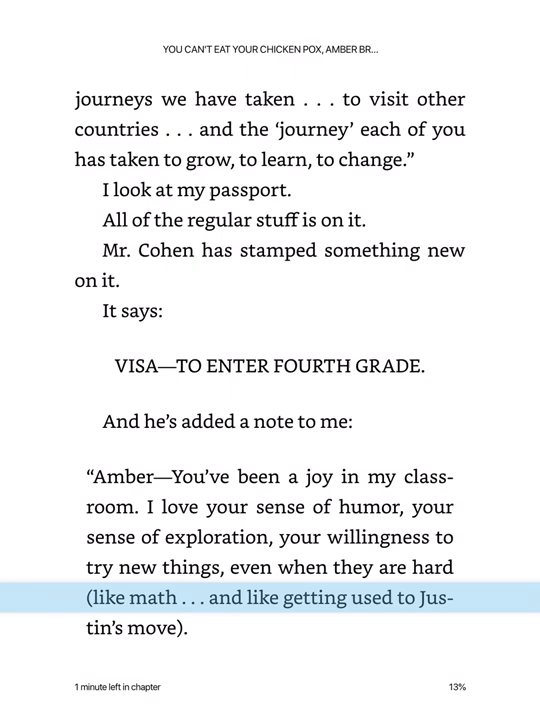 YOU CAN'T EAT YOUR CHICKEN POX, AMBER BR...
journeys we have taken . . . to visit other
countries . . . and the ‘journey’ each of you
has taken to grow, to learn, to change.”
I look at my passport.
All of the regular stuff is on it.
Mr. Cohen has stamped something new
on it.
It says:
VISA—TO ENTER FOURTH GRADE.
And he’s added a note to me:
“Amber—You’ve been a joy in my class-
room. I love your sense of humor, your
sense of exploration, your willingness to
try new things, even when they are hard
(like math . . . and like getting used to Jus-
tin’s move).
1 minute left in chapter
13%